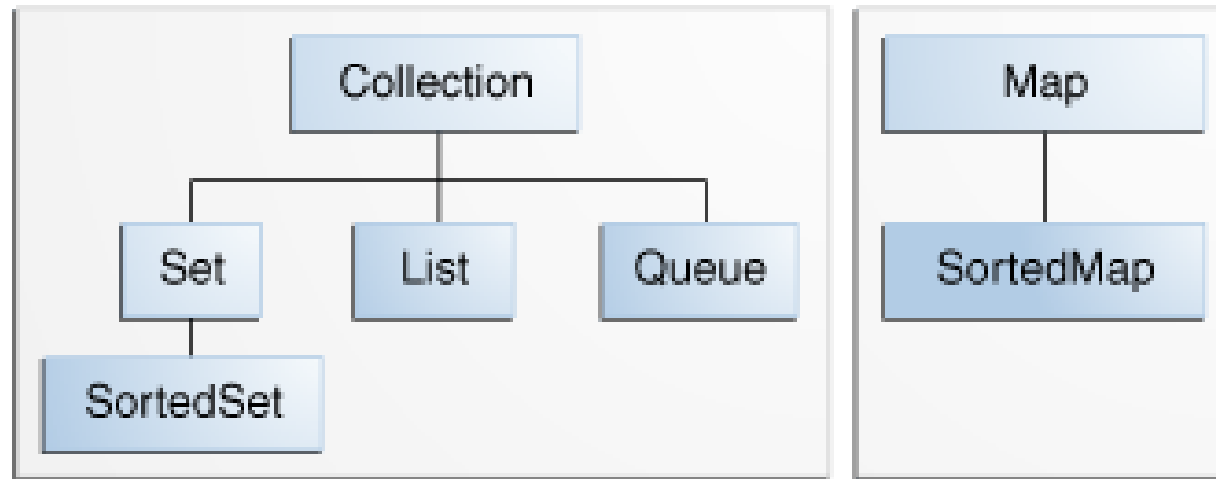 Collection
Map
Set
List
Queue
SortedMap
SortedSet